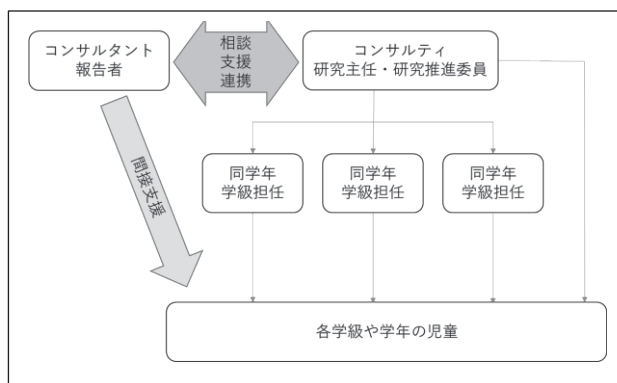 コンサルタント
報告者
相談
支援
連携
コンサルティ
研究主任・研究推進委員
間接支援
同学年
学級担任
同学年
学級担任
同学年
学級担任
各学級や学年の児童